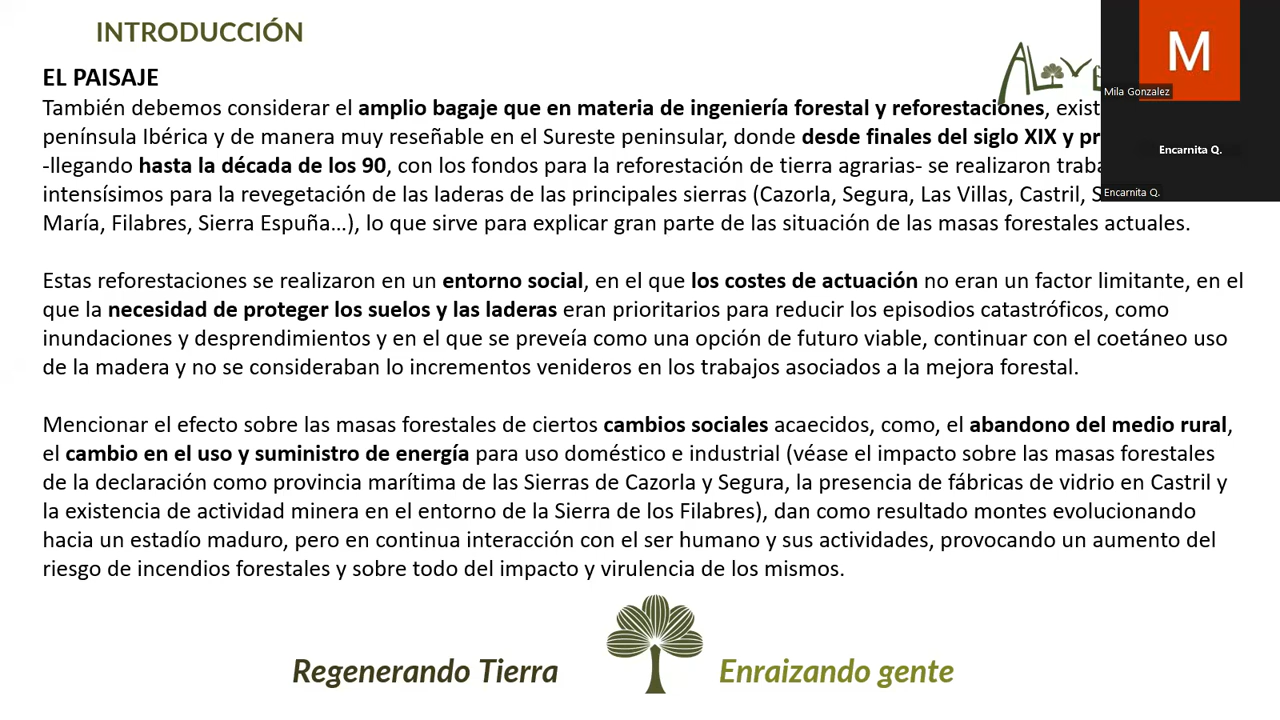 INTRODUCCIÓN
EL PAISAJE
También debemos considerar el amplio bagaje que en materia de ingeniería forestal y reforestaciones,
península Ibérica y de manera muy reseñable en el Sureste peninsular, donde desde finales del siglo XIX y
-llegando hasta la década de los 90, con los fondos para la reforestación de tierra agrarias- se realizaron
intensísimos para la revegetación de las laderas de las principales sierras (Cazorla, Segura, Las Villas, Castril,
María, Filabres, Sierra Espuña...), lo que sirve para explicar gran parte de las situación de las masas forestales actuales.
Estas reforestaciones se realizaron en un entorno social, en el que los costes de actuación no eran un factor limitante, en el
que la necesidad de proteger los suelos y las laderas eran prioritarios para reducir los episodios catastróficos, como
inundaciones y desprendimientos y en el que se preveía como una opción de futuro viable, continuar con el coetáneo uso
de la madera y no se consideraban lo incrementos venideros en los trabajos asociados a la mejora forestal.
Mencionar el efecto sobre las masas forestales de ciertos cambios sociales acaecidos, como, el abandono del medio rural,
el cambio en el uso y suministro de energía para uso doméstico e industrial (véase el impacto sobre las masas forestales
de la declaración como provincia marítima de las Sierras de Cazorla y Segura, la presencia de fábricas de vidrio en Castril y
la existencia de actividad minera en el entorno de la Sierra de los Filabres), dan como resultado montes evolucionando
hacia un estadío maduro, pero en continua interacción con el ser humano y sus actividades, provocando un aumento del
riesgo de incendios forestales y sobre todo del impacto y virulencia de los mismos.
Regenerando Tierra
Enraizando gente
M
Mila Gonzalez
Encarnita Q.
Encarnita Q.